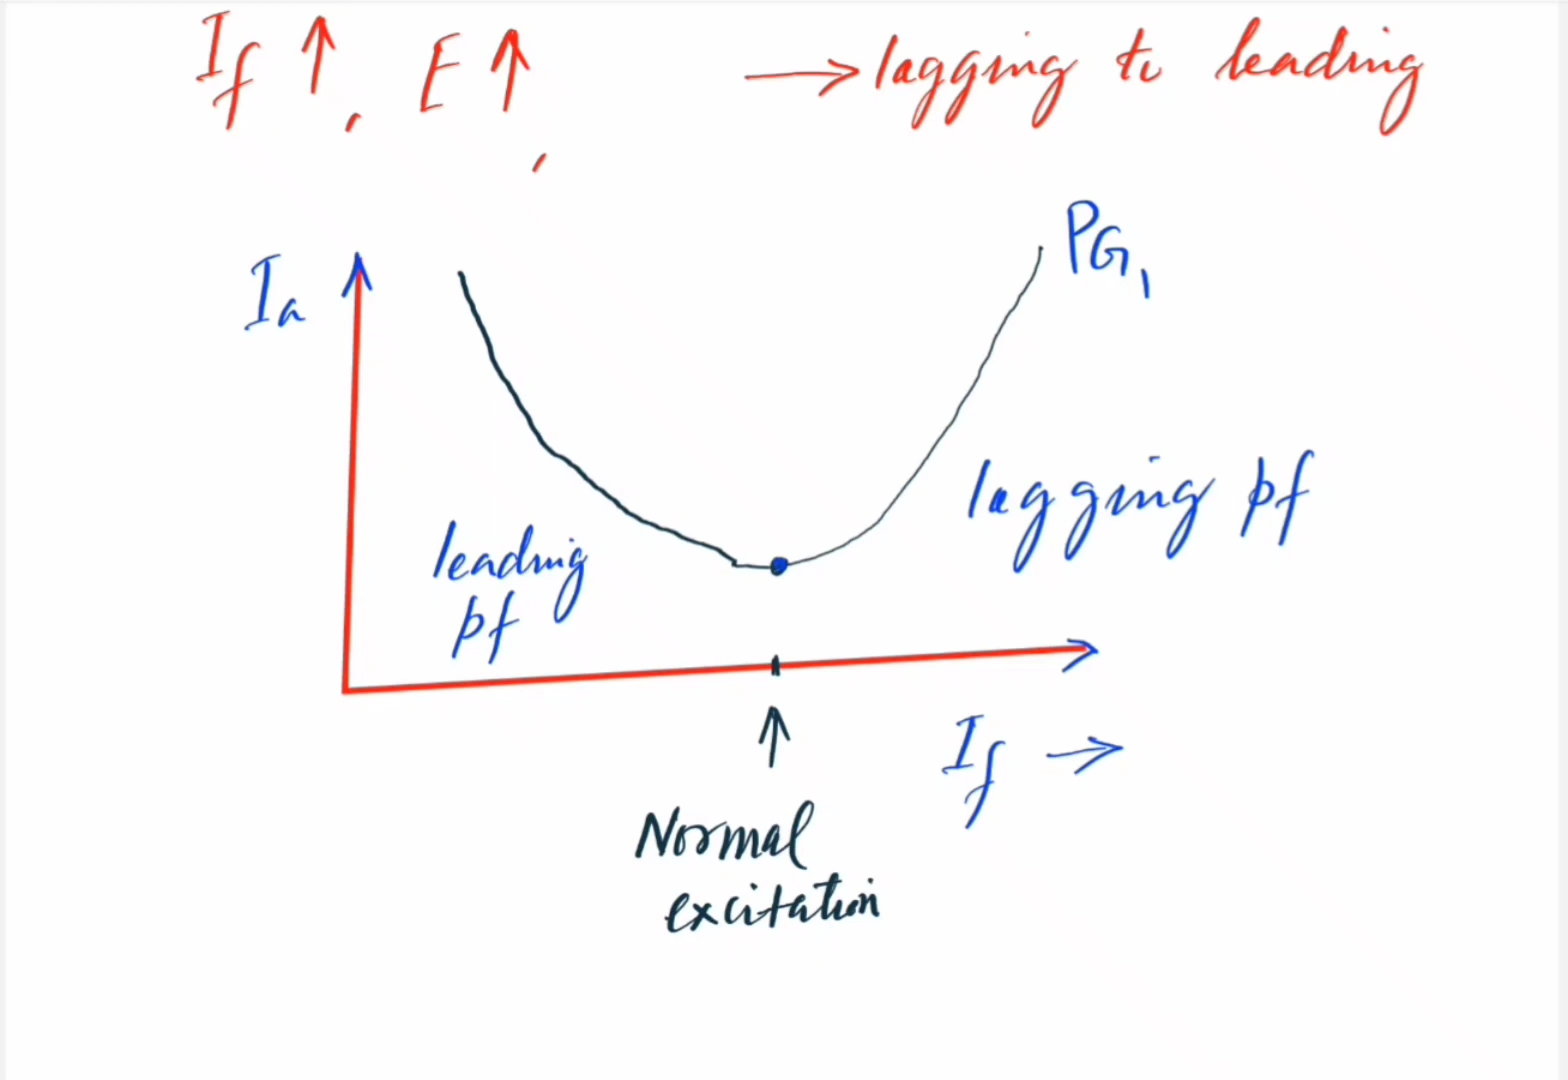 If ↑, E ↑, → lagging to leading
Ia
PG1
lagging pf
leading
pf
If →
Normal
excitation